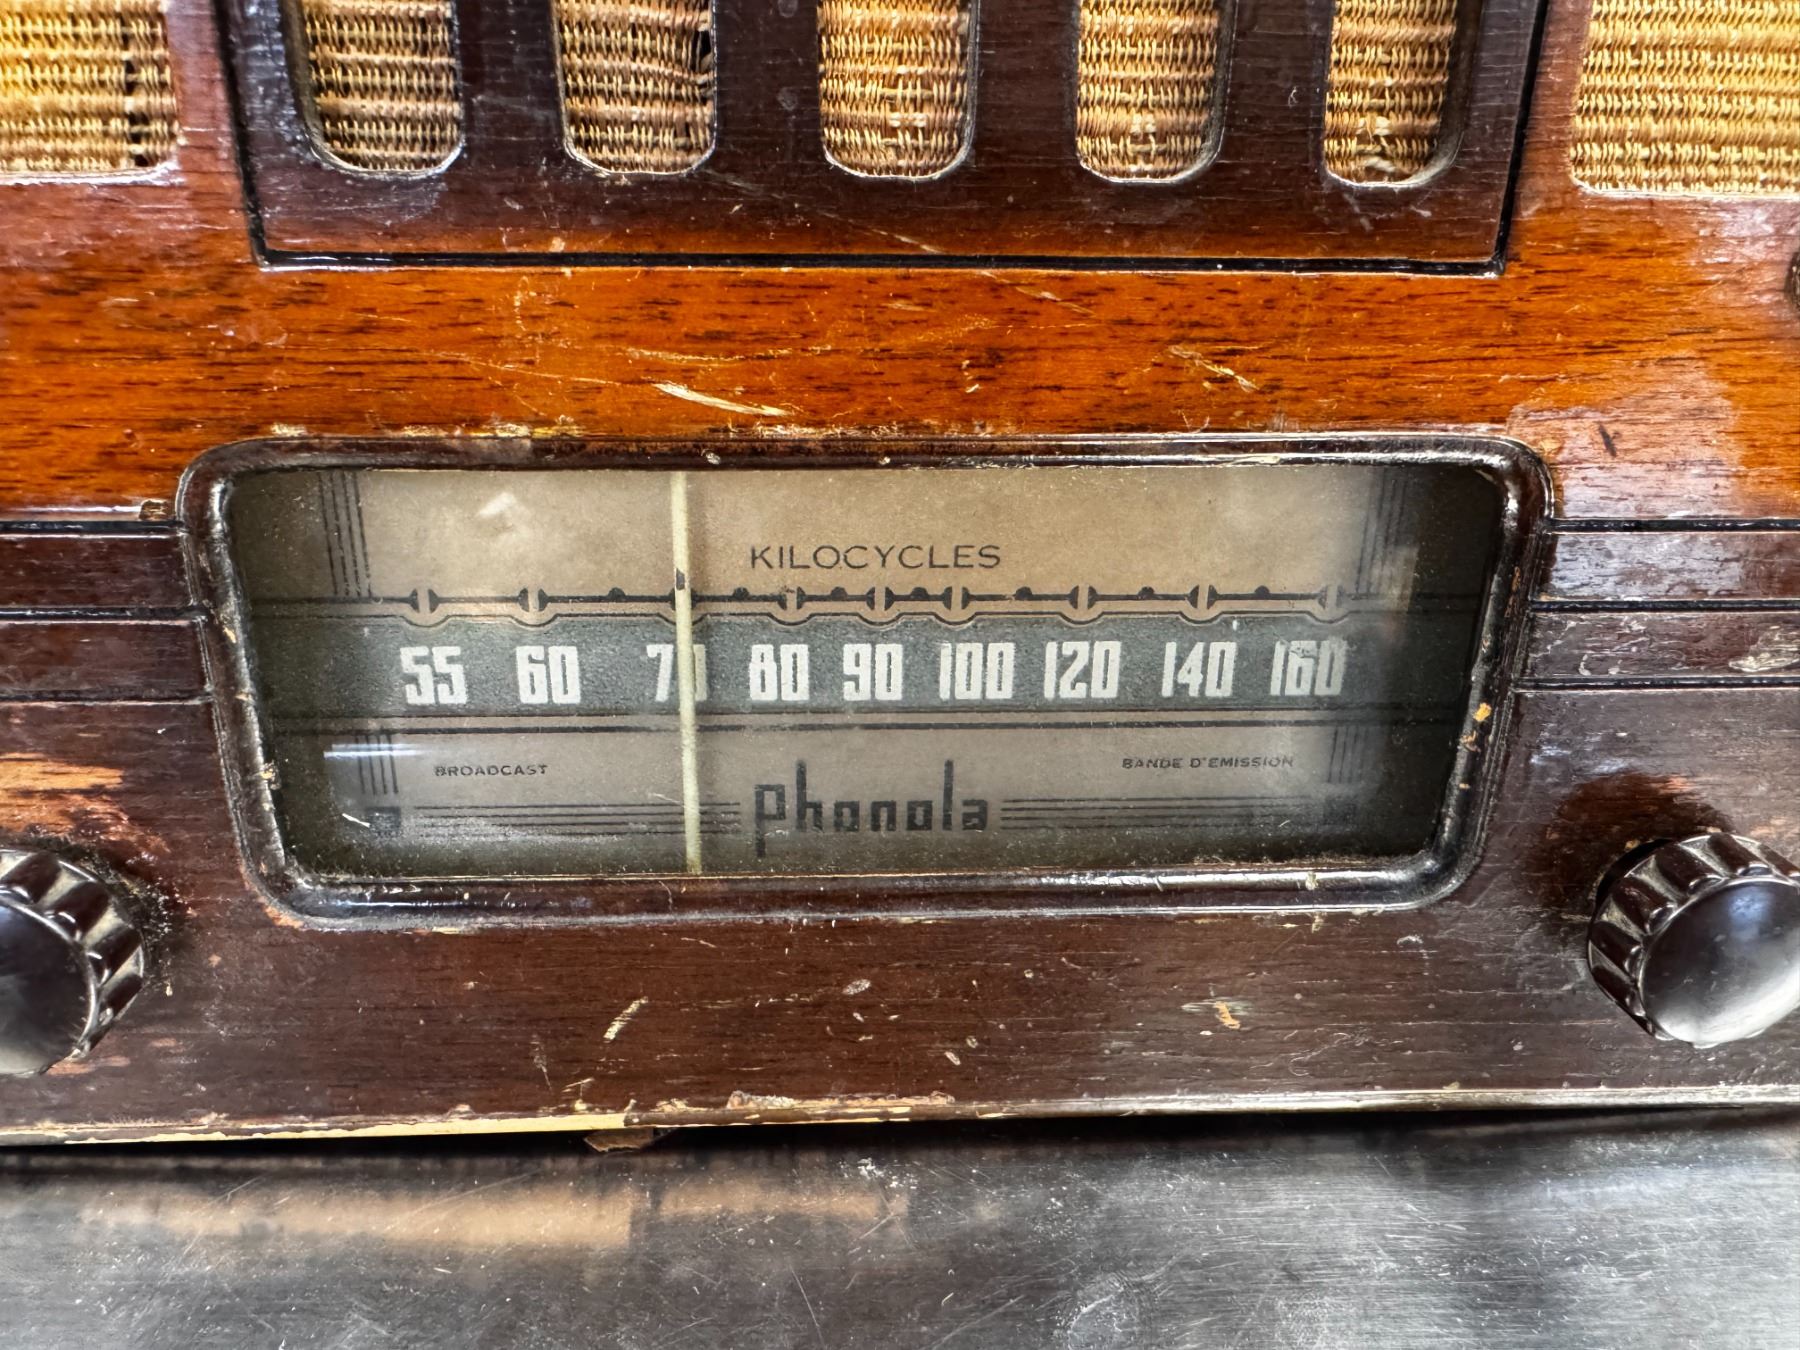 KILOCYCLES
55 60 70 80 90 100 120 140 160
BROADCAST
BANDE D'EMISSION
phonola